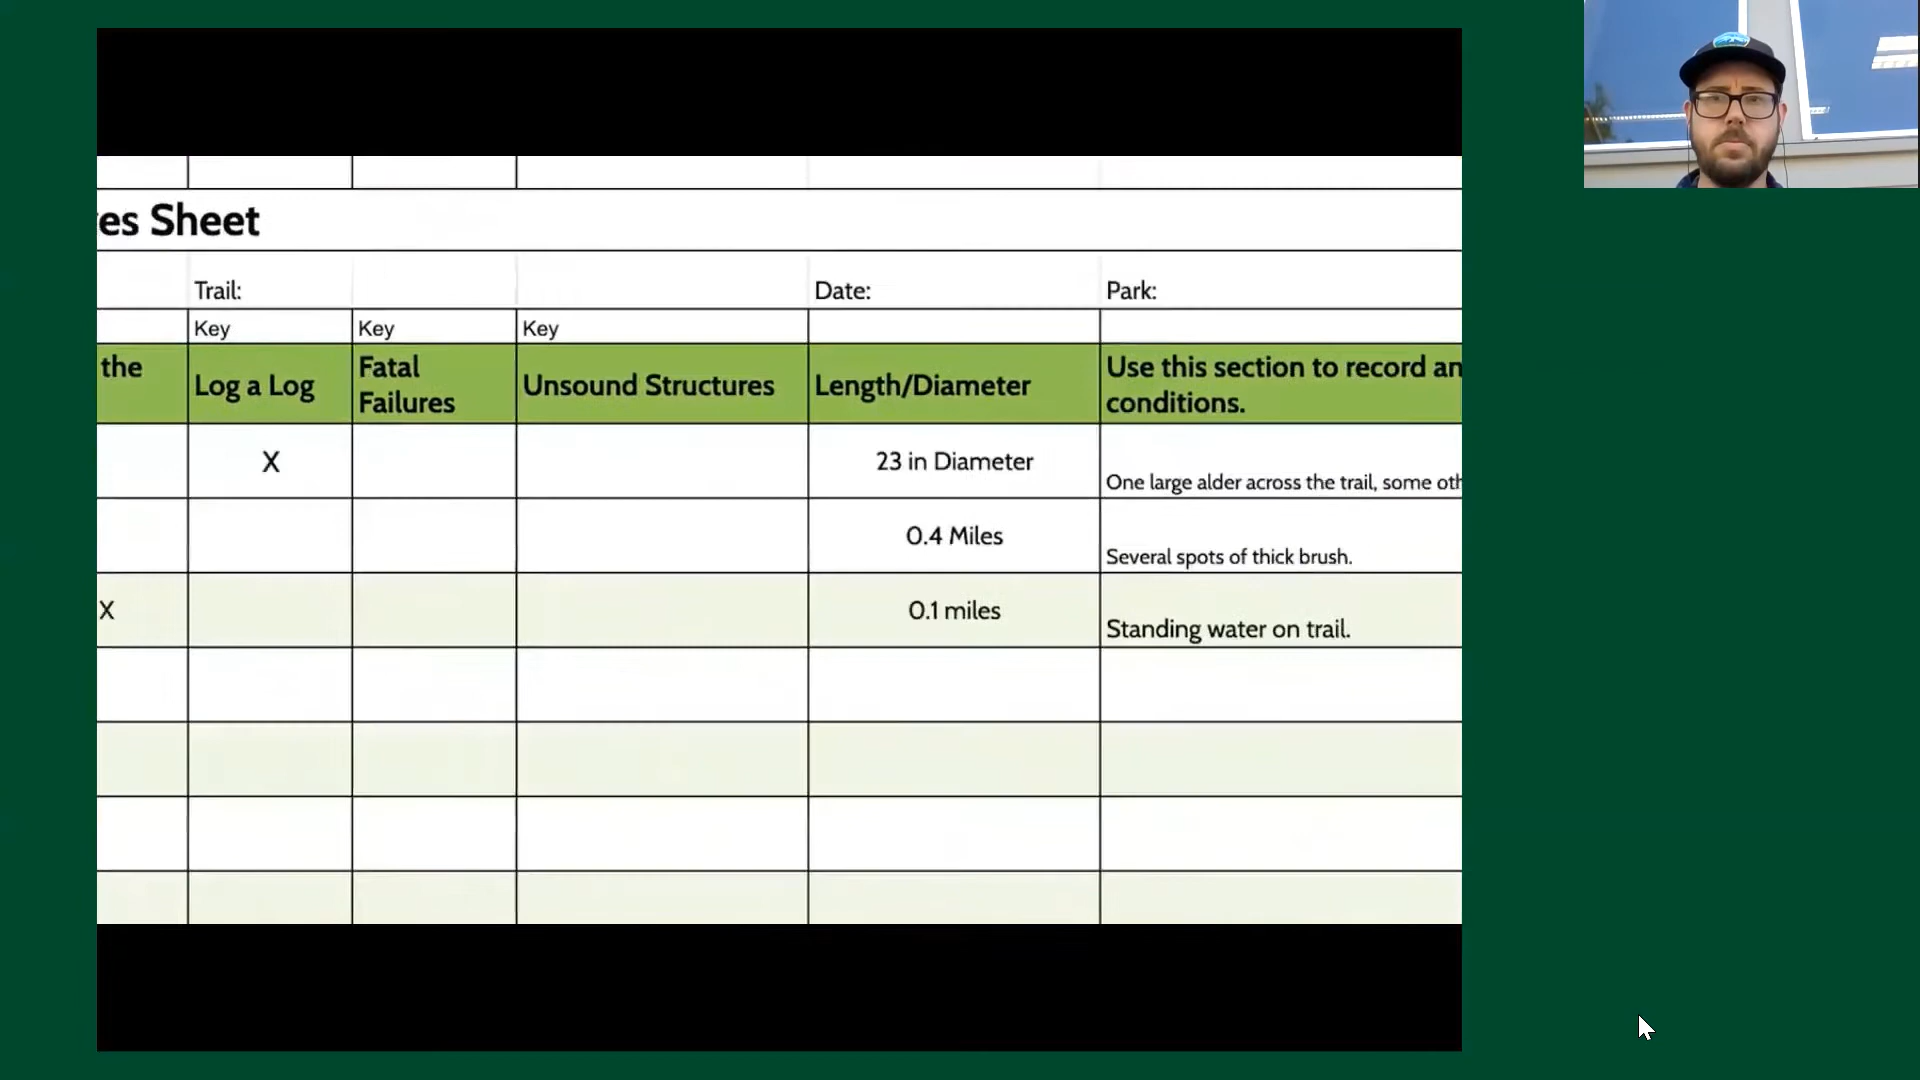 es Sheet
Trail: Date: Park:
Key Key Key
the Log a Log Fatal Failures Unsound Structures Length/Diameter Use this section to record an
conditions.
X 23 in Diameter One large alder across the trail, some oth
0.4 Miles Several spots of thick brush.
X 0.1 miles Standing water on trail.